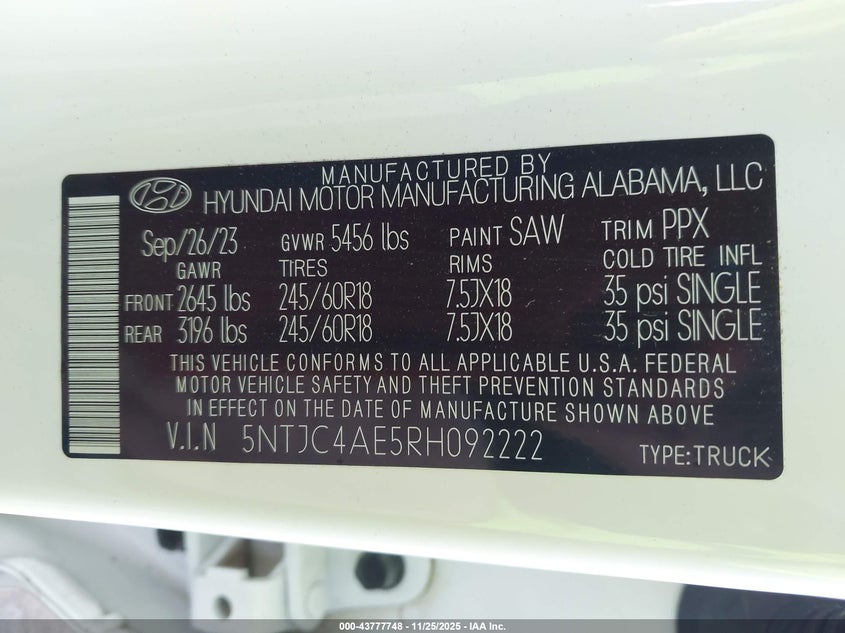 MANUFACTURED BY
HYUNDAI MOTOR MANUFACTURING ALABAMA, LLC
Sep/26/23 GVWR 5456 lbs PAINT SAW TRIM PPX
GAWR TIRES RIMS COLD TIRE INFL
FRONT 2645 lbs 245/60R18 7.5JX18 35 psi SINGLE
REAR 3196 lbs 245/60R18 7.5JX18 35 psi SINGLE
THIS VEHICLE CONFORMS TO ALL APPLICABLE U.S.A. FEDERAL
MOTOR VEHICLE SAFETY AND THEFT PREVENTION STANDARDS
IN EFFECT ON THE DATE OF MANUFACTURE SHOWN ABOVE
V.I.N 5NTJC4AE5RH092222 TYPE:TRUCK
000-43777748 - 11/25/2025 - IAA Inc.